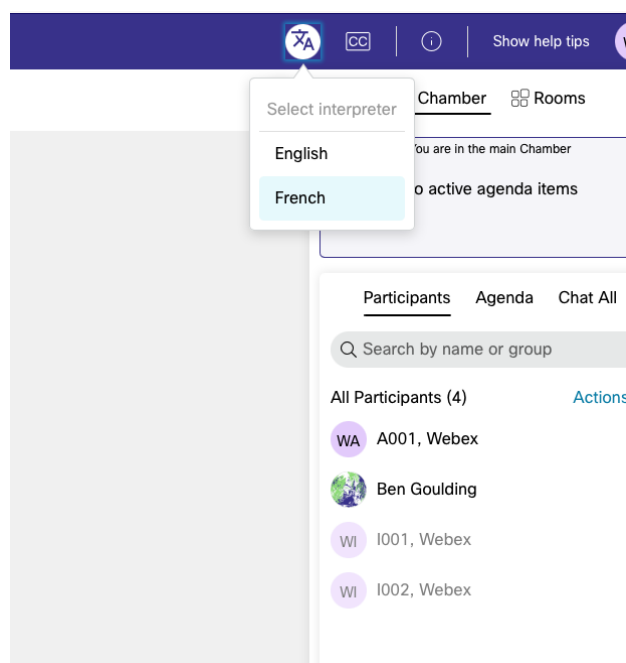 CC
Show help tips
Select interpreter
English
French
Chamber
Rooms
ou are in the main Chamber
o active agenda items
Participants Agenda Chat All
Search by name or group
All Participants (4) Actions
WA A001, Webex
Ben Goulding
WI I001, Webex
WI I002, Webex